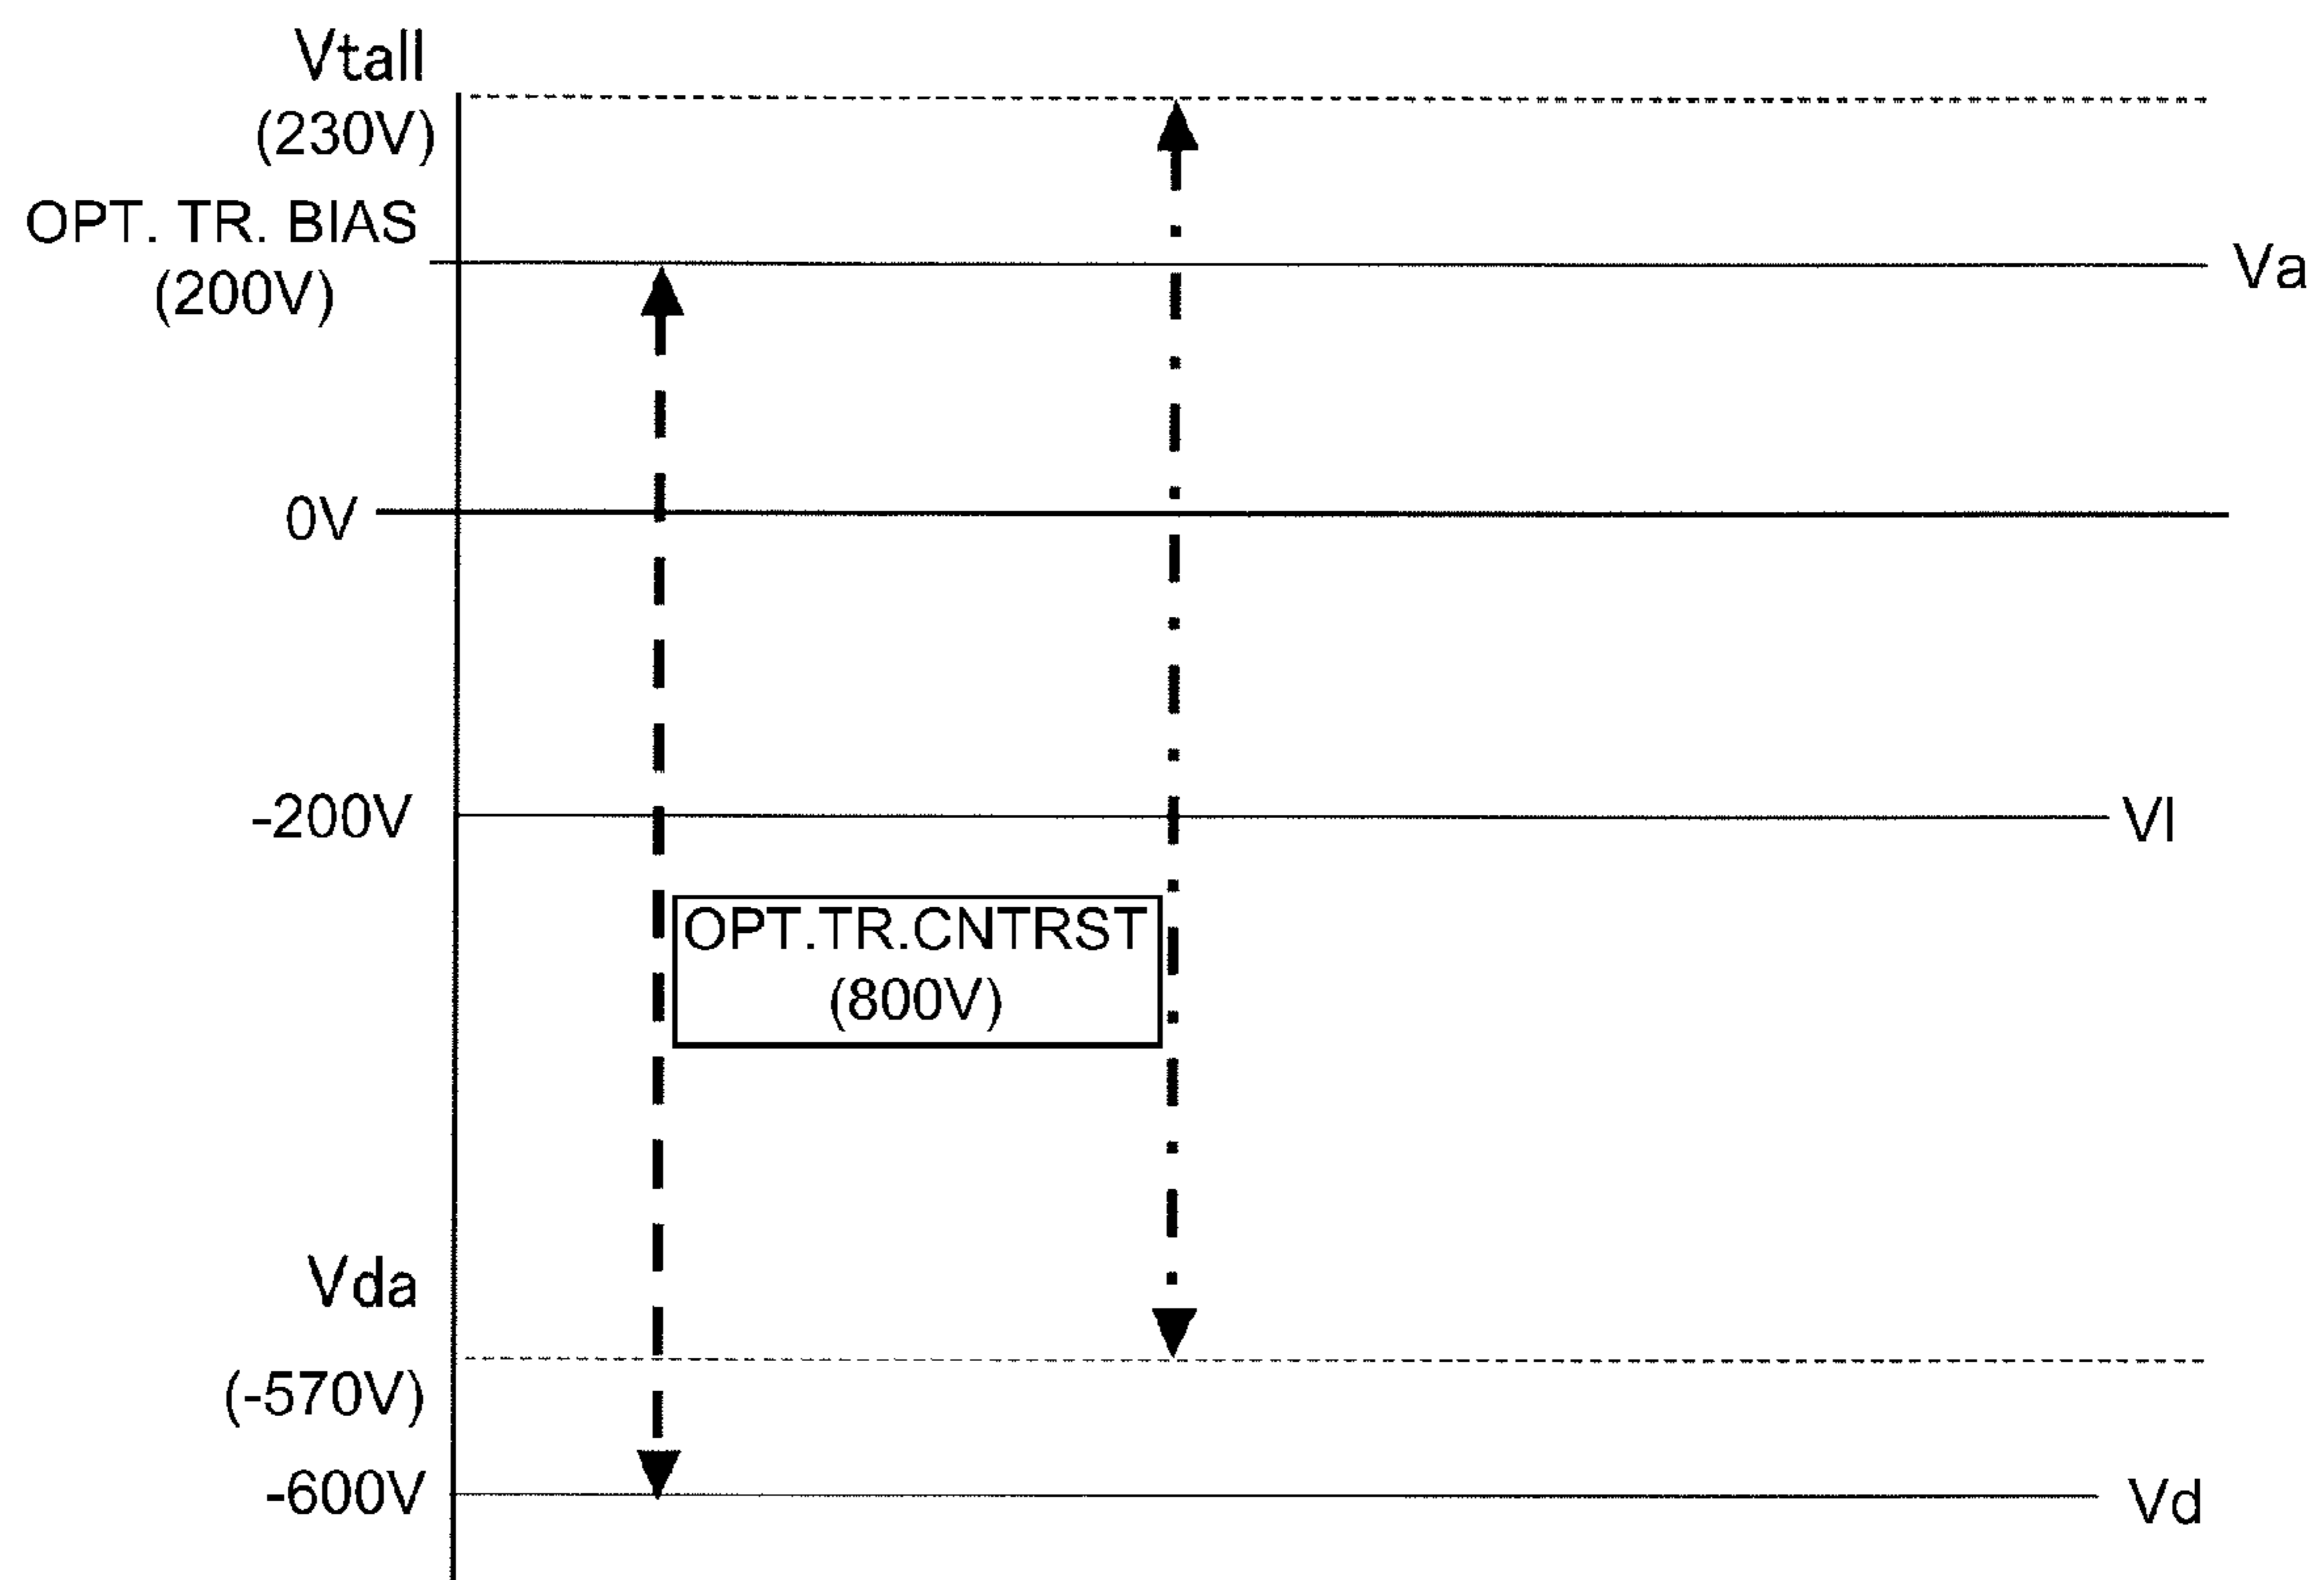 Vtall
(230V)
OPT. TR. BIAS
(200V)
Va
0V
-200V
Vl
OPT.TR.CNTRST
(800V)
Vda
(-570V)
-600V
Vd